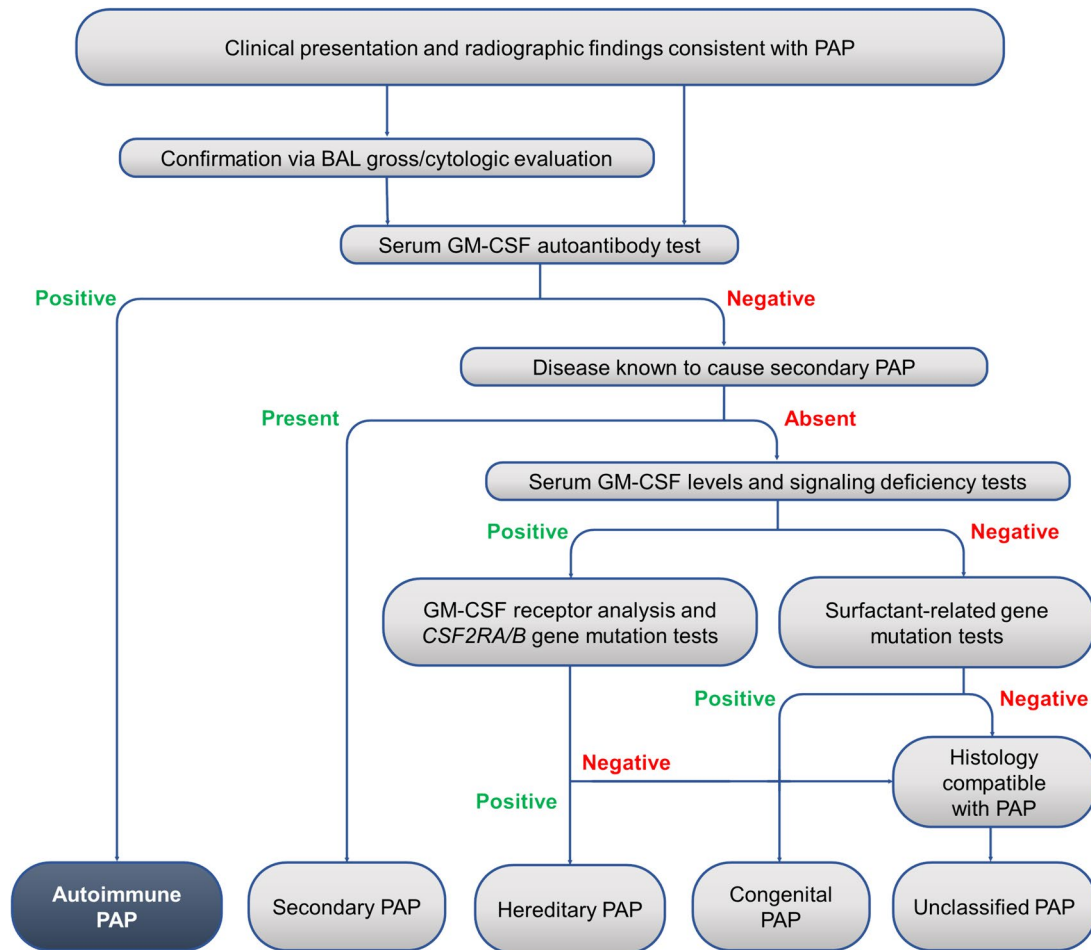 Clinical presentation and radiographic findings consistent with PAP
Confirmation via BAL gross/cytologic evaluation
Serum GM-CSF autoantibody test
Positive
Negative
Disease known to cause secondary PAP
Present
Absent
Serum GM-CSF levels and signaling deficiency tests
Positive
Negative
GM-CSF receptor analysis and
CSF2RA/B gene mutation tests
Surfactant-related gene
mutation tests
Positive
Negative
Negative
Positive
Histology
compatible
with PAP
Autoimmune
PAP
Secondary PAP
Hereditary PAP
Congenital
PAP
Unclassified PAP